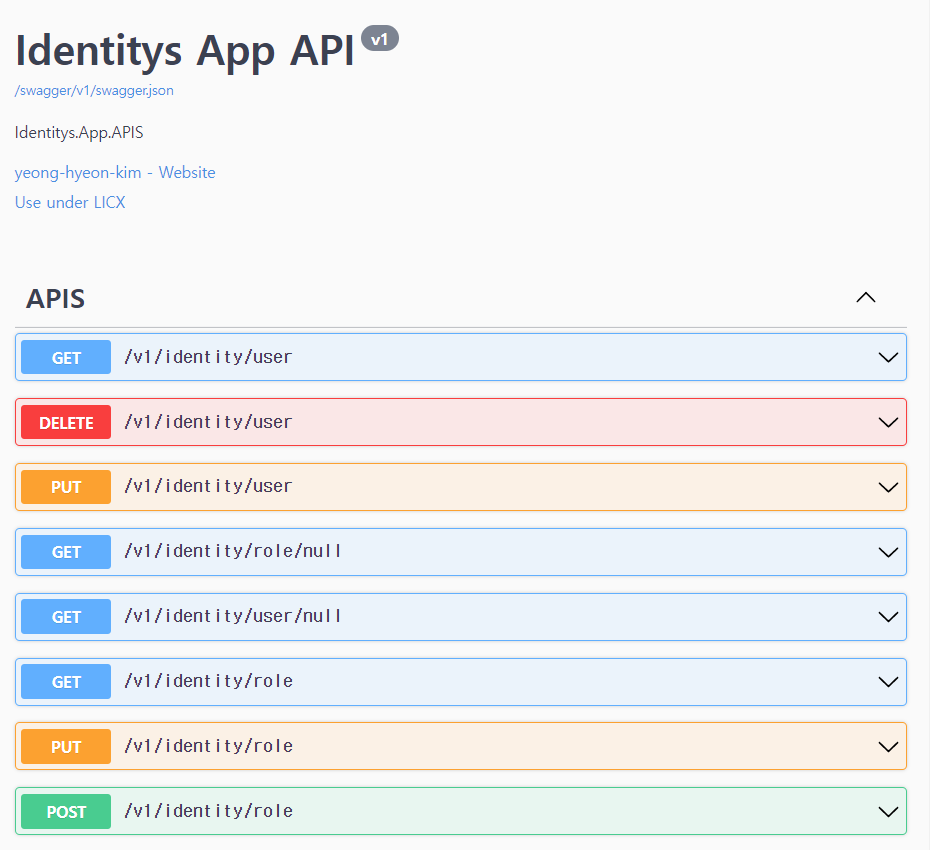 Identitys App API v1
/swagger/v1/swagger.json
Identitys.App.APIS
yeong-hyeon-kim - Website
Use under LICX
APIS
GET /v1/identity/user
DELETE /v1/identity/user
PUT /v1/identity/user
GET /v1/identity/role/null
GET /v1/identity/user/null
GET /v1/identity/role
PUT /v1/identity/role
POST /v1/identity/role